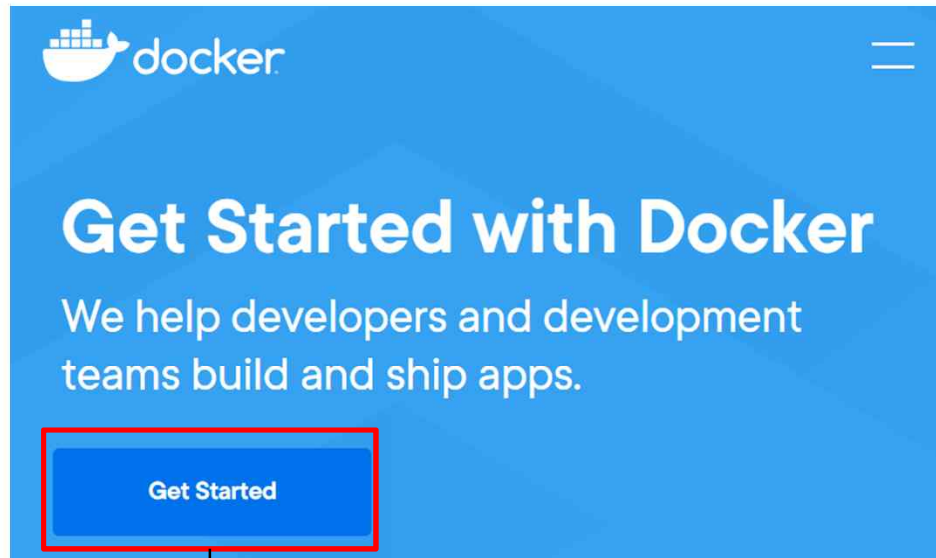 docker
Get Started with Docker
We help developers and development
teams build and ship apps.
Get Started